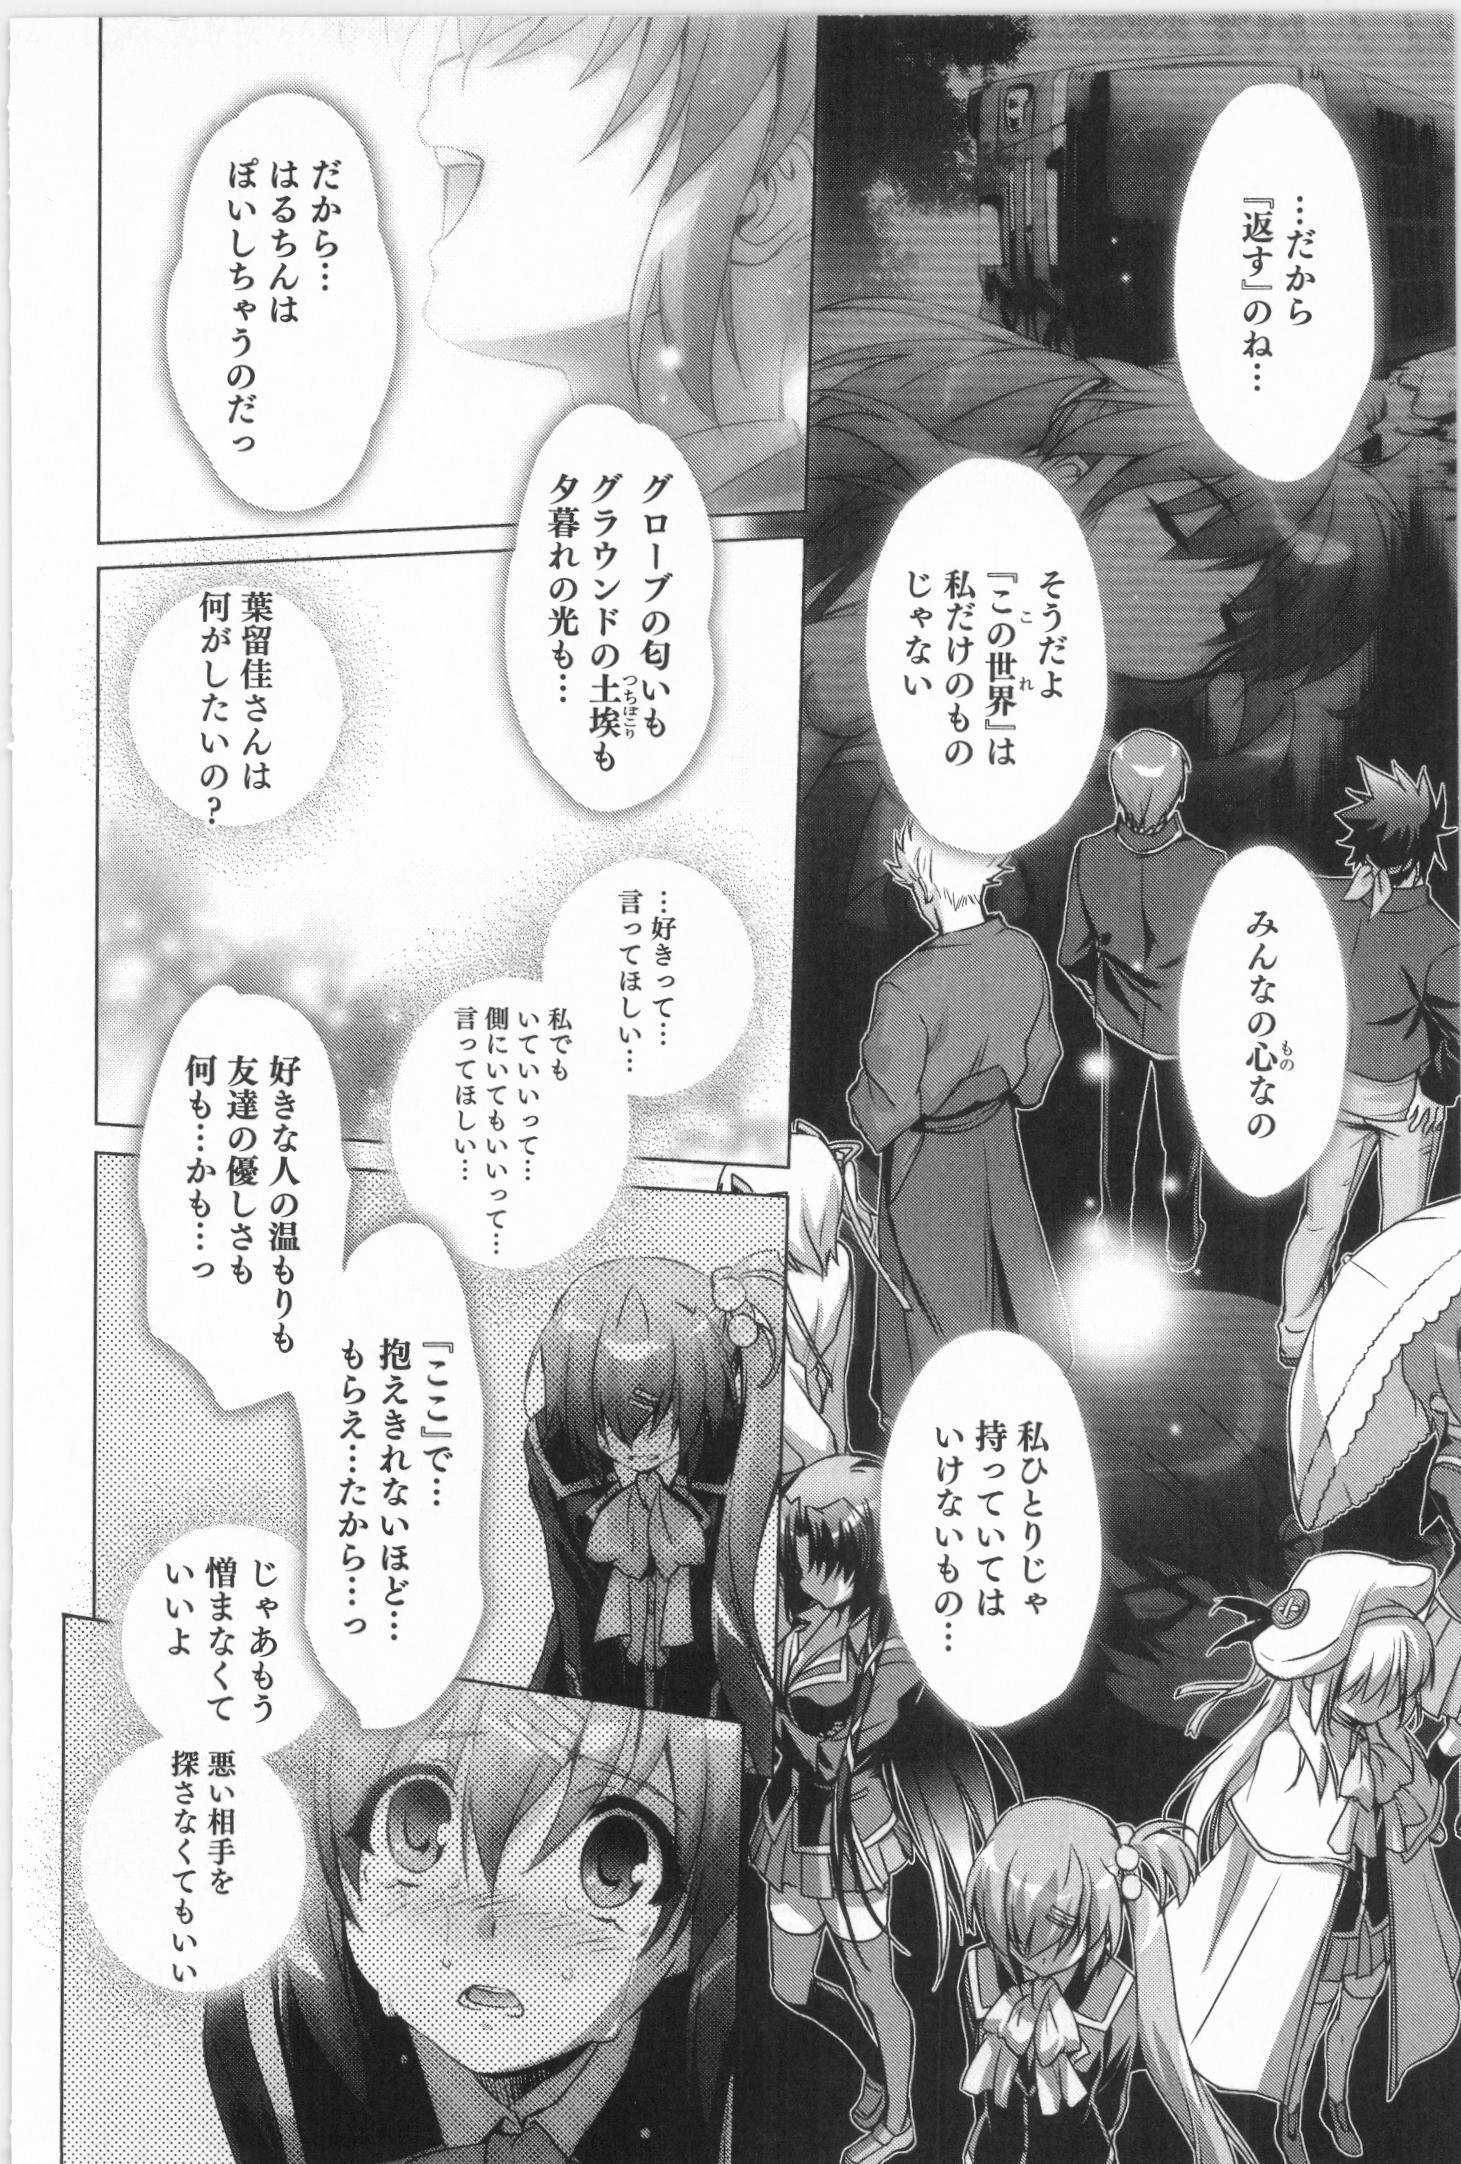 …だから
『返す』のね…
そうだよ
『この世界』は
これ
私だけのもの
じゃない
みんなの心なの
もの
私ひとりじゃ
持っていては
いけないもの…
だから…
はるちんは
ぽいしちゃうのだっ
グローブの匂いも
グラウンドの土埃も
つちぼこり
夕暮れの光も…
葉留佳さんは
何がしたいの?
…好きって…
言ってほしい…
私でも
いていいって…
側にいてもいいって…
言ってほしい…
好きな人の温もりも
友達の優しさも
何も…かも…っ
『ここ』で…
抱えきれないほど…
もらえ…たから…っ
じゃあもう
憎まなくて
いいよ
悪い相手を
探さなくてもいい